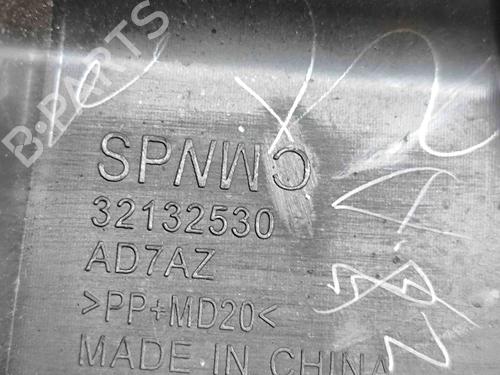 B-PARTS
SPNWC
32132530
AD7AZ
>PP+MD20<
MADE IN CHINA